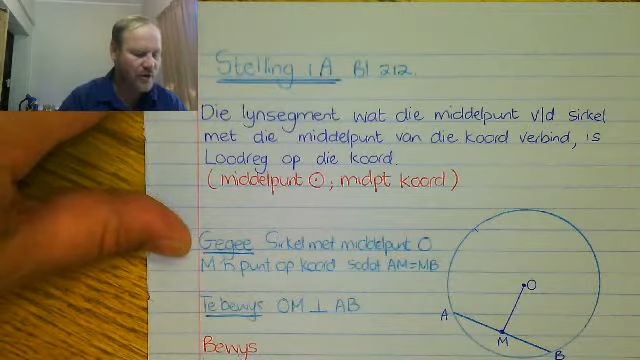 Stelling 1A Bl 212.
Die lynsegment wat die middelpunt v/d sirkel
met die middelpunt van die koord verbind, is
Loodreg op die koord.
(middelpunt ⊙; midpt koord)
Gegee Sirkel met middelpunt O
M 'n punt op koord sodat AM=MB
Te bewys OM ⊥ AB
Bewys
O
A
M
B